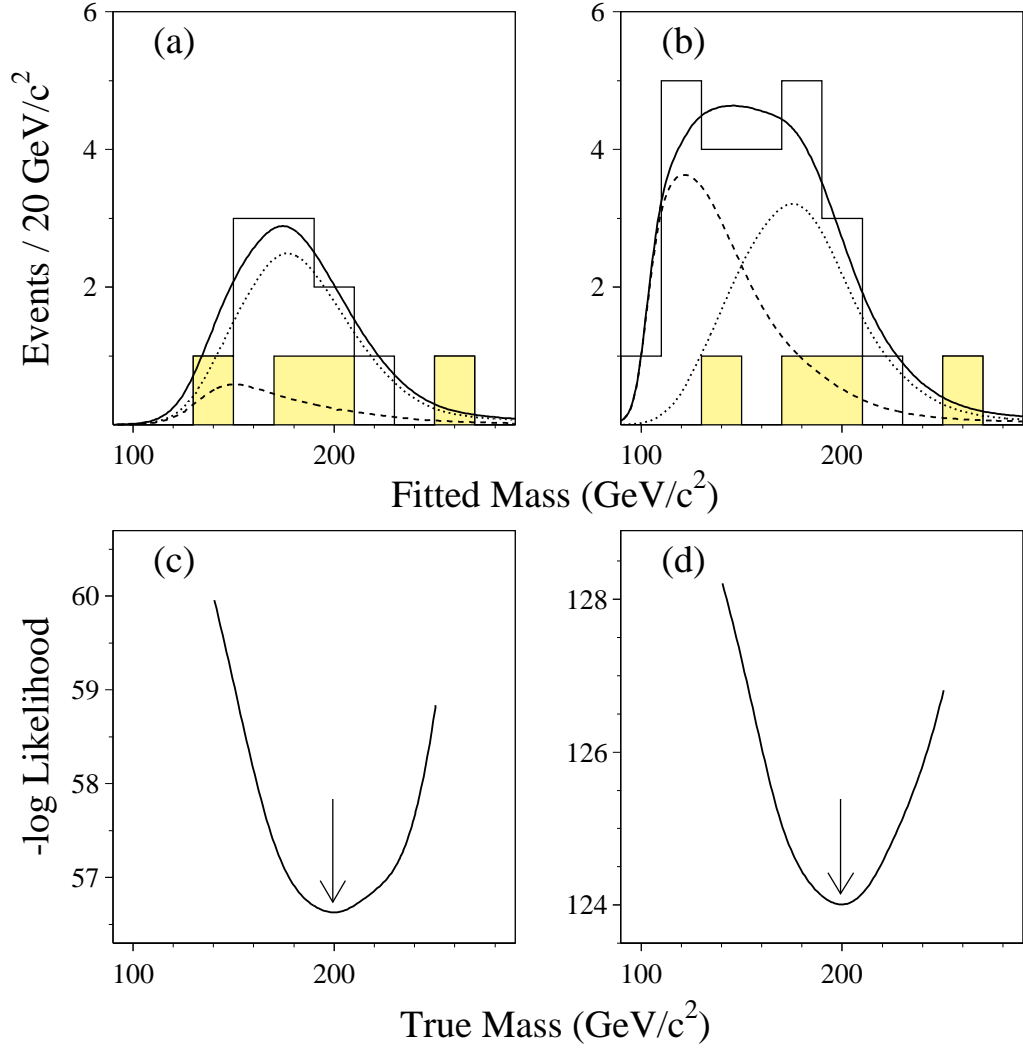 (a)
(b)
Events / 20 GeV/c²
6
4
2
6
4
2
100
200
100
200
Fitted Mass (GeV/c²)
(c)
(d)
-log Likelihood
60
59
58
57
128
126
124
100
200
100
200
True Mass (GeV/c²)